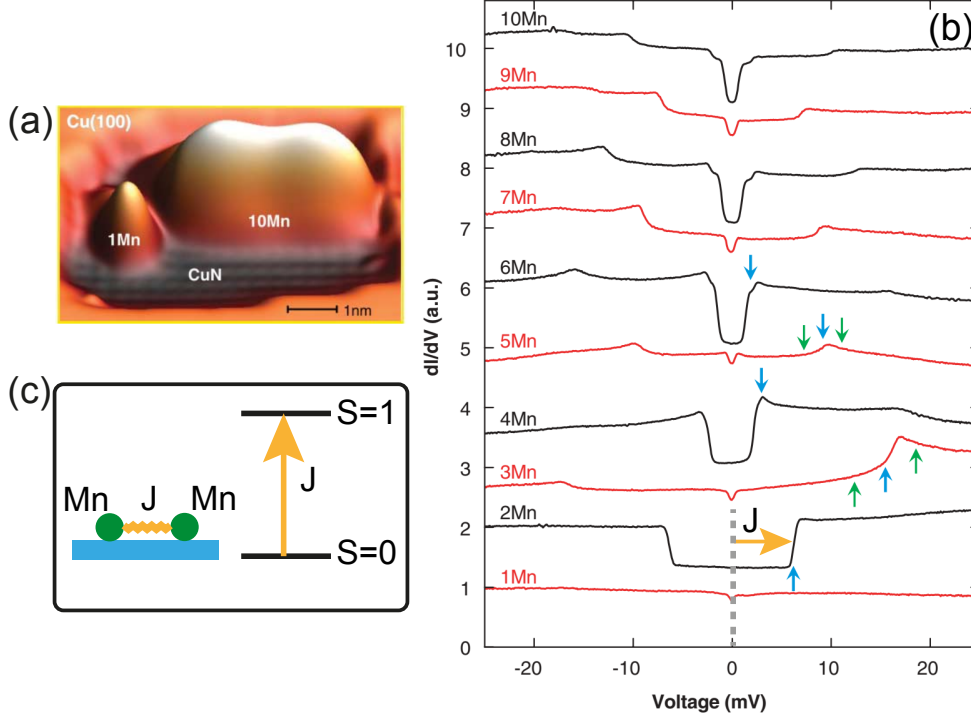 (a)
Cu(100)
1Mn
10Mn
CuN
1nm
(c)
Mn J Mn
S=1
J
S=0
(b)
10Mn
9Mn
8Mn
7Mn
6Mn
5Mn
4Mn
3Mn
2Mn
J
1Mn
10
9
8
7
6
5
4
3
2
1
0
dI/dV (a.u.)
-20 -10 0 10 20
Voltage (mV)